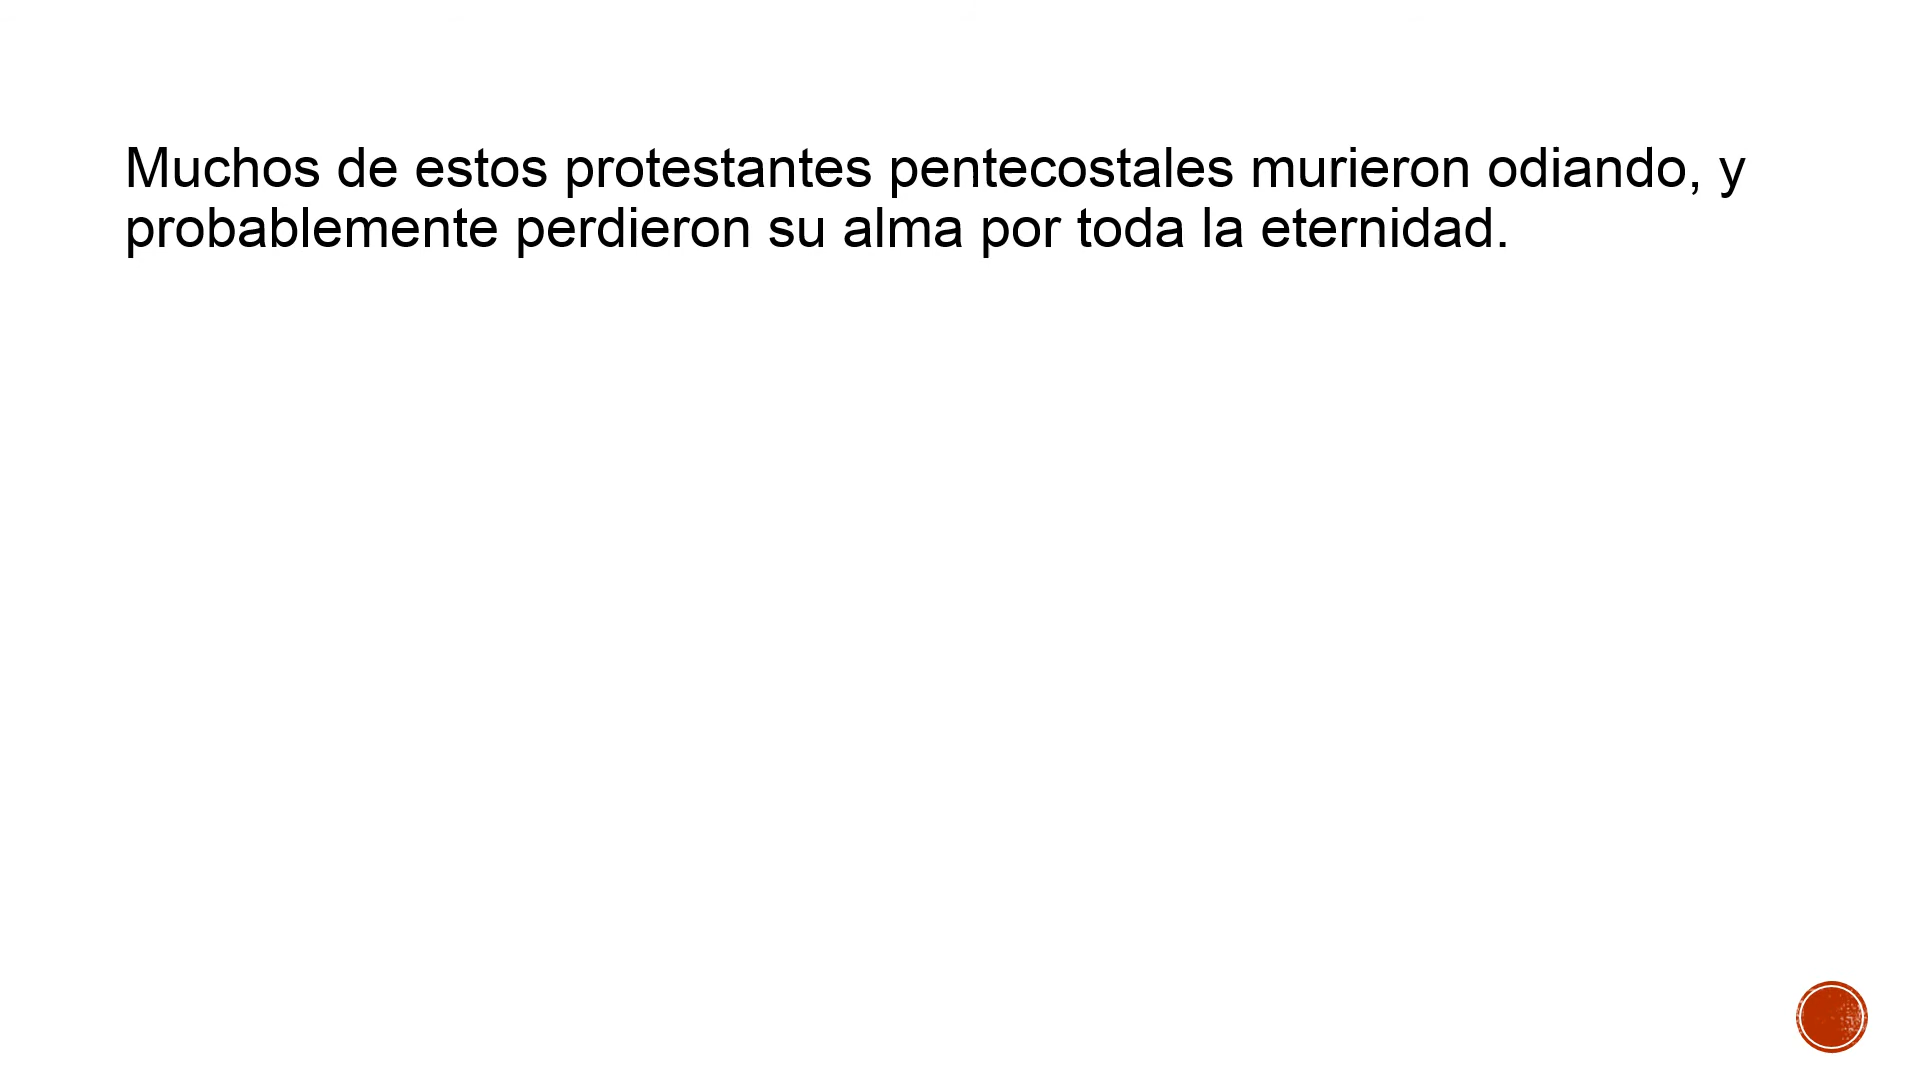 Muchos de estos protestantes pentecostales murieron odiando, y
probablemente perdieron su alma por toda la eternidad.